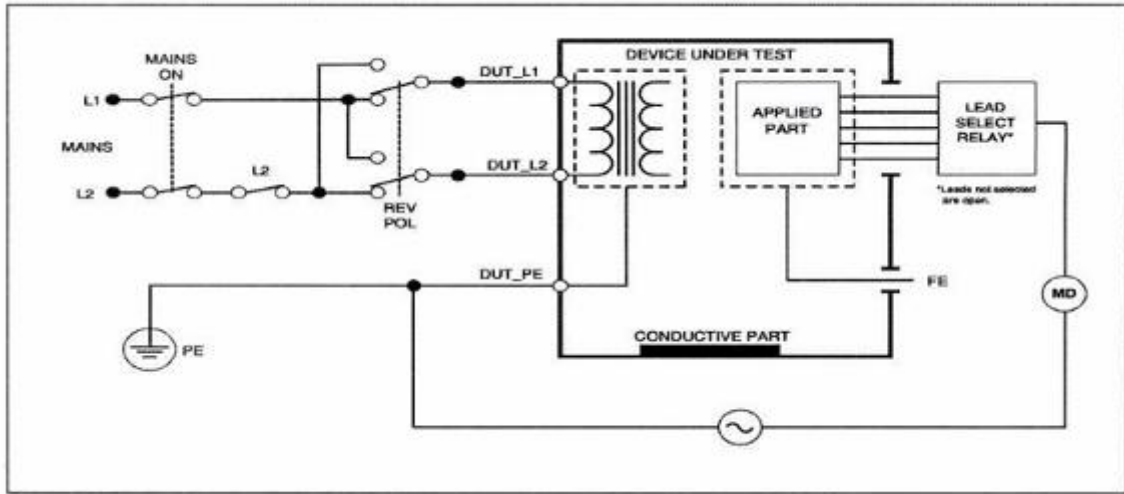 MAINS
ON
L1
MAINS
L2
L2
REV
POL
DUT_L1
DUT_L2
DUT_PE
PE
DEVICE UNDER TEST
APPLIED
PART
LEAD
SELECT
RELAY*
*Leads not selected
are open.
FE
MD
CONDUCTIVE PART